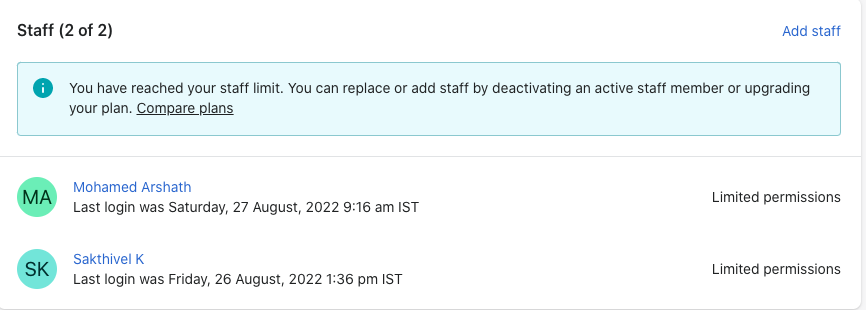 Staff (2 of 2)
Add staff
You have reached your staff limit. You can replace or add staff by deactivating an active staff member or upgrading
your plan. Compare plans
MA
Mohamed Arshath
Last login was Saturday, 27 August, 2022 9:16 am IST
Limited permissions
SK
Sakthivel K
Last login was Friday, 26 August, 2022 1:36 pm IST
Limited permissions